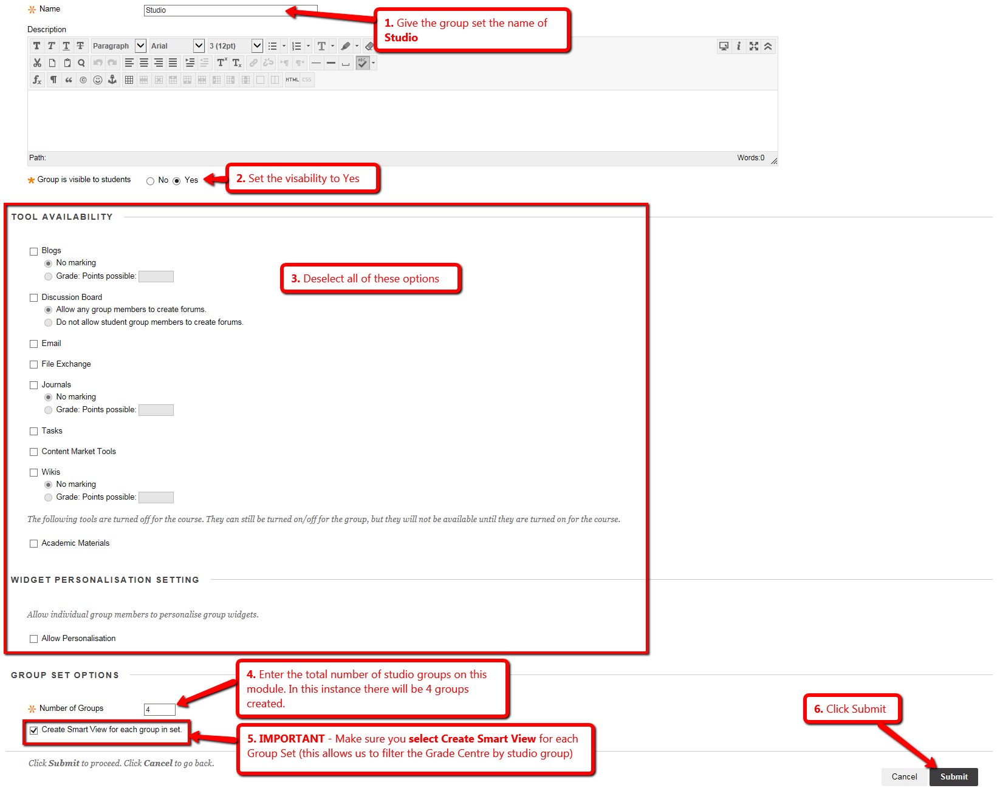 Name
Studio
1. Give the group set the name of
Studio
Description
T T T T Paragraph Arial 3 (12pt) T
Tx Tx ABC
fx ¶ “ © HTML CSS
Path:
Words:0
Group is visible to students No Yes
2. Set the visability to Yes
TOOL AVAILABILITY
Blogs
No marking
Grade: Points possible:
3. Deselect all of these options
Discussion Board
Allow any group members to create forums.
Do not allow student group members to create forums.
Email
File Exchange
Journals
No marking
Grade: Points possible:
Tasks
Content Market Tools
Wikis
No marking
Grade: Points possible:
The following tools are turned off for the course. They can still be turned on/off for the group, but they will not be available until they are turned on for the course.
Academic Materials
WIDGET PERSONALISATION SETTING
Allow individual group members to personalise group widgets.
Allow Personalisation
GROUP SET OPTIONS
4. Enter the total number of studio groups on this
module. In this instance there will be 4 groups
created.
Number of Groups 4
6. Click Submit
Create Smart View for each group in set.
5. IMPORTANT - Make sure you select Create Smart View for each
Group Set (this allows us to filter the Grade Centre by studio group)
Click Submit to proceed. Click Cancel to go back.
Cancel Submit